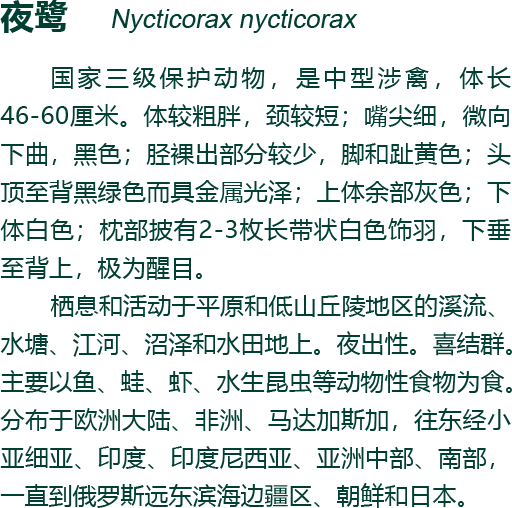 夜鹭 Nycticorax nycticorax
国家三级保护动物，是中型涉禽，体长
46-60厘米。体较粗胖，颈较短；嘴尖细，微向
下曲，黑色；胫裸出部分较少，脚和趾黄色；头
顶至背黑绿色而具金属光泽；上体余部灰色；下
体白色；枕部披有2-3枚长带状白色饰羽，下垂
至背上，极为醒目。
栖息和活动于平原和低山丘陵地区的溪流、
水塘、江河、沼泽和水田地上。夜出性。喜结群。
主要以鱼、蛙、虾、水生昆虫等动物性食物为食。
分布于欧洲大陆、非洲、马达加斯加，往东经小
亚细亚、印度、印度尼西亚、亚洲中部、南部，
一直到俄罗斯远东滨海边疆区、朝鲜和日本。